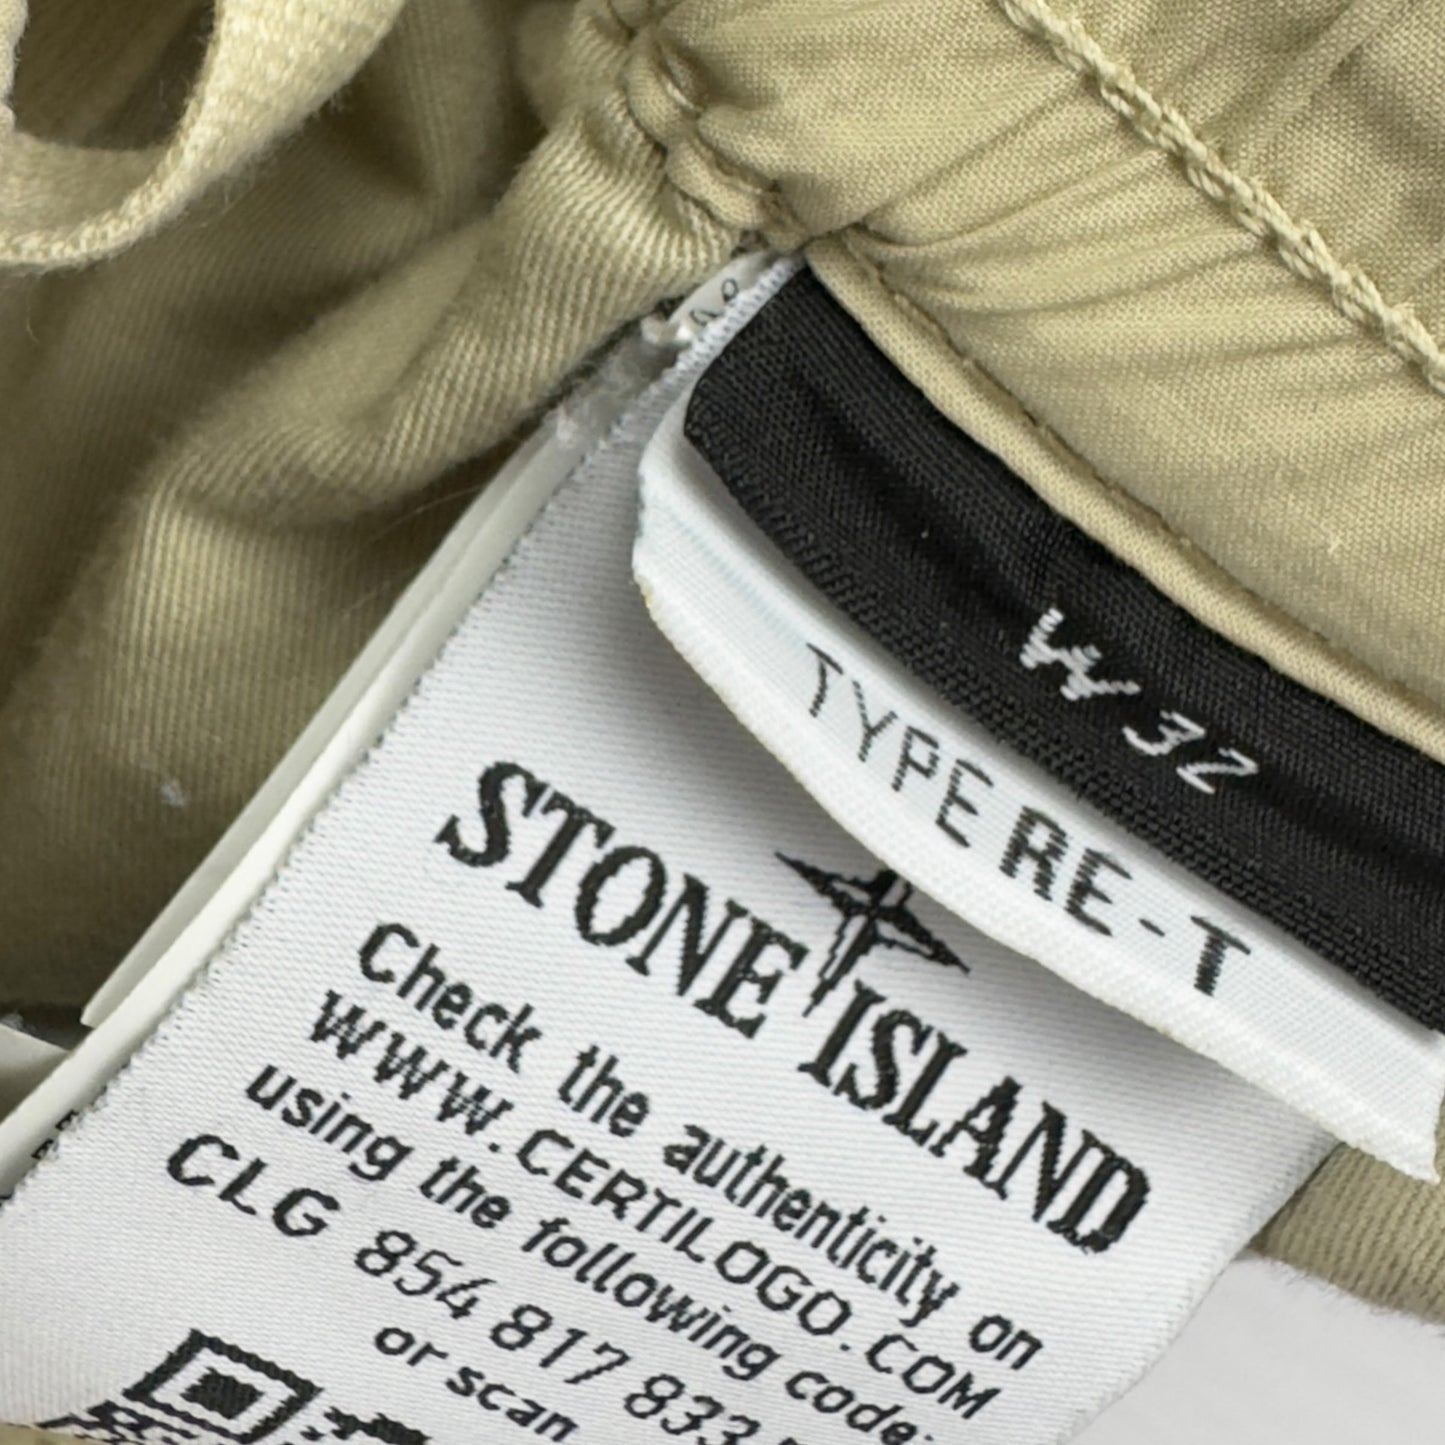 W 32
TYPE RE-T
STONE ISLAND
Check the authenticity on
WWW.CERTILOGO.COM
using the following code:
CLG 854 817 833
or scan